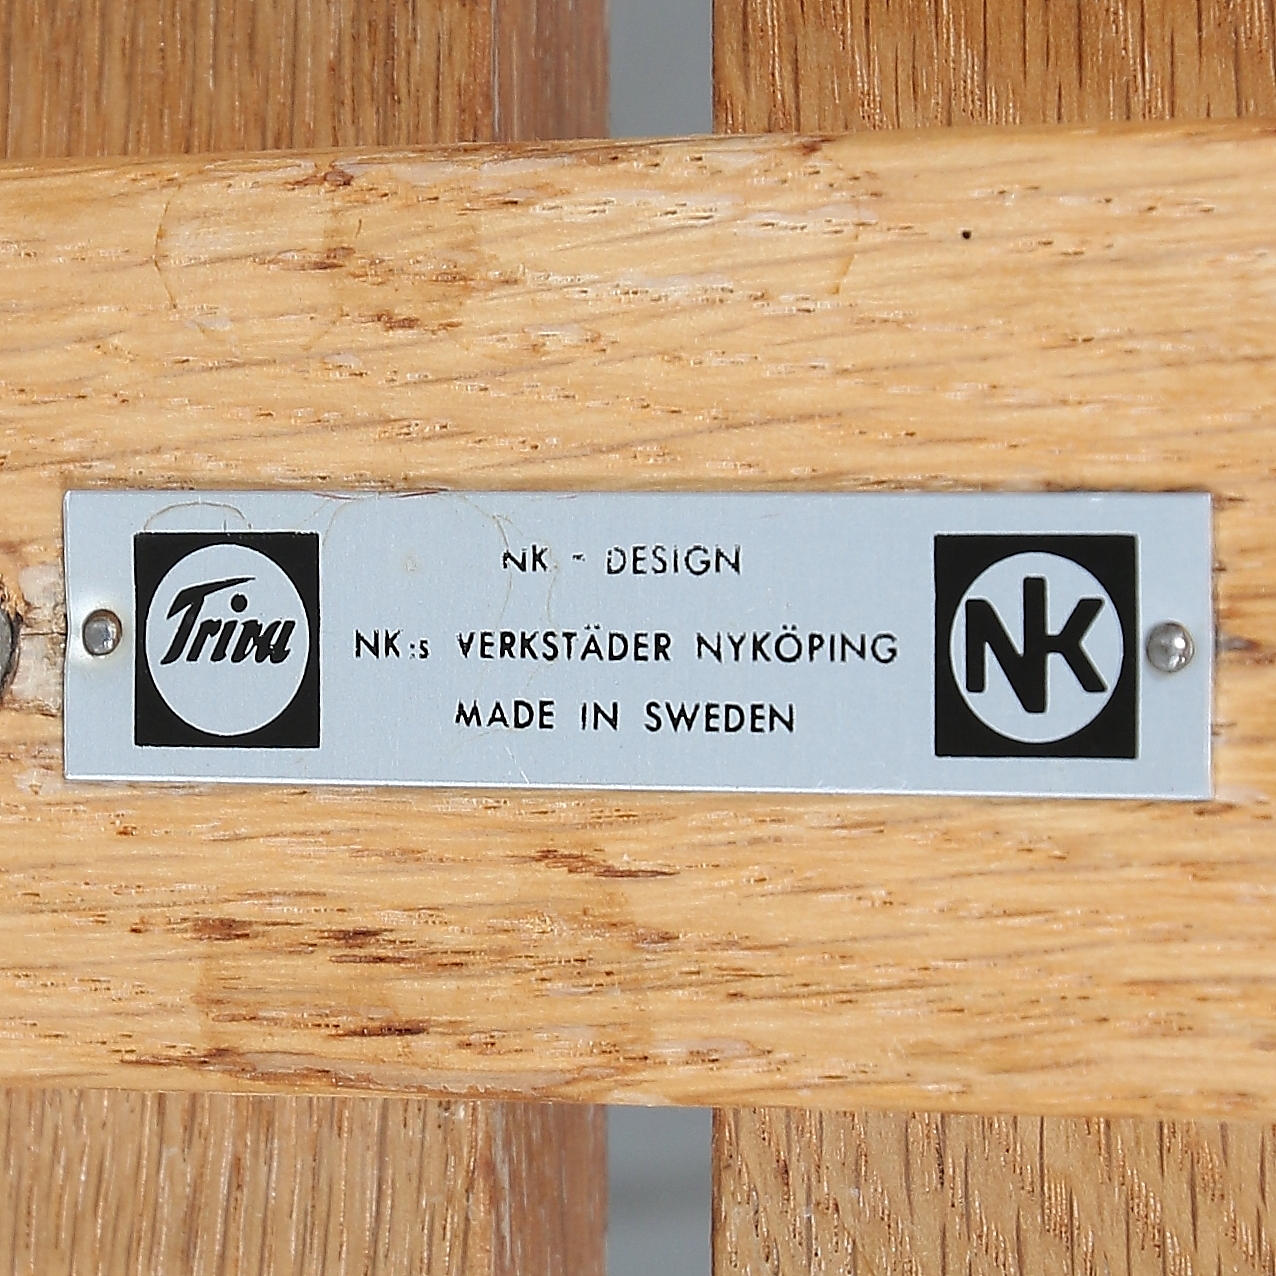 Triva
NK - DESIGN
NK:s VERKSTÄDER NYKÖPING
MADE IN SWEDEN
NK